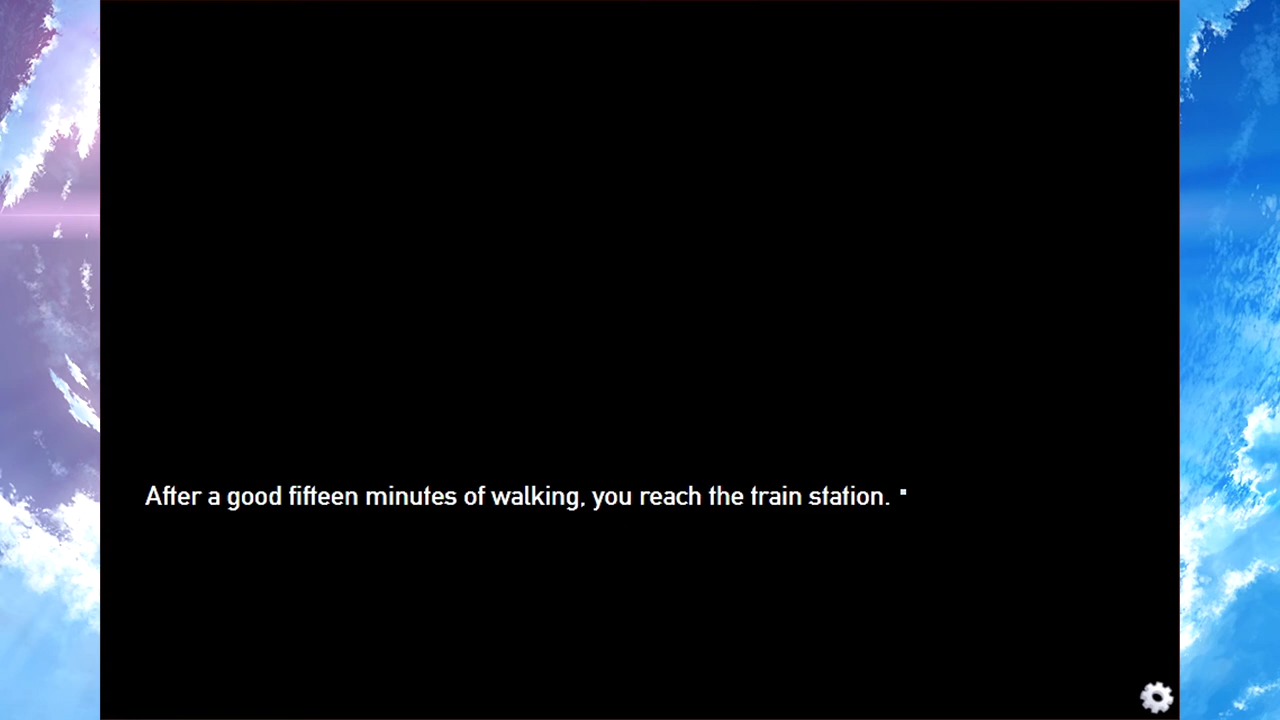 After a good fifteen minutes of walking, you reach the train station.